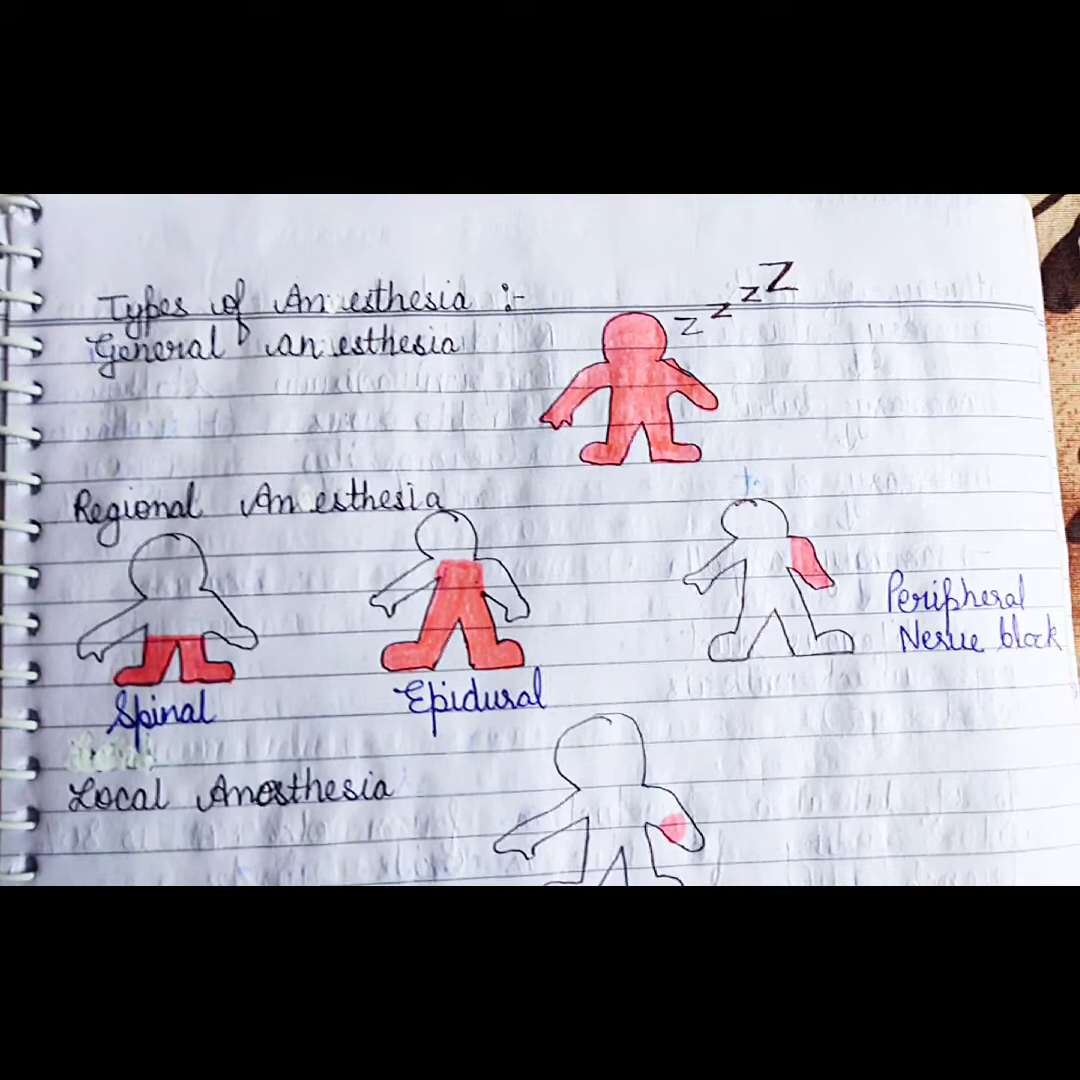 Types of Anesthesia :-
General anesthesia
z z z Z
Regional Anesthesia
Spinal
Epidural
Peripheral
Nerve block
Local Anesthesia